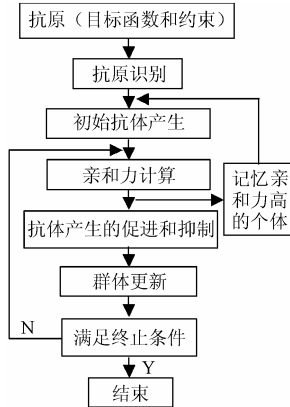 抗原（目标函数和约束）
抗原识别
初始抗体产生
亲和力计算
记忆亲
和力高
的个体
抗体产生的促进和抑制
群体更新
N
满足终止条件
Y
结束